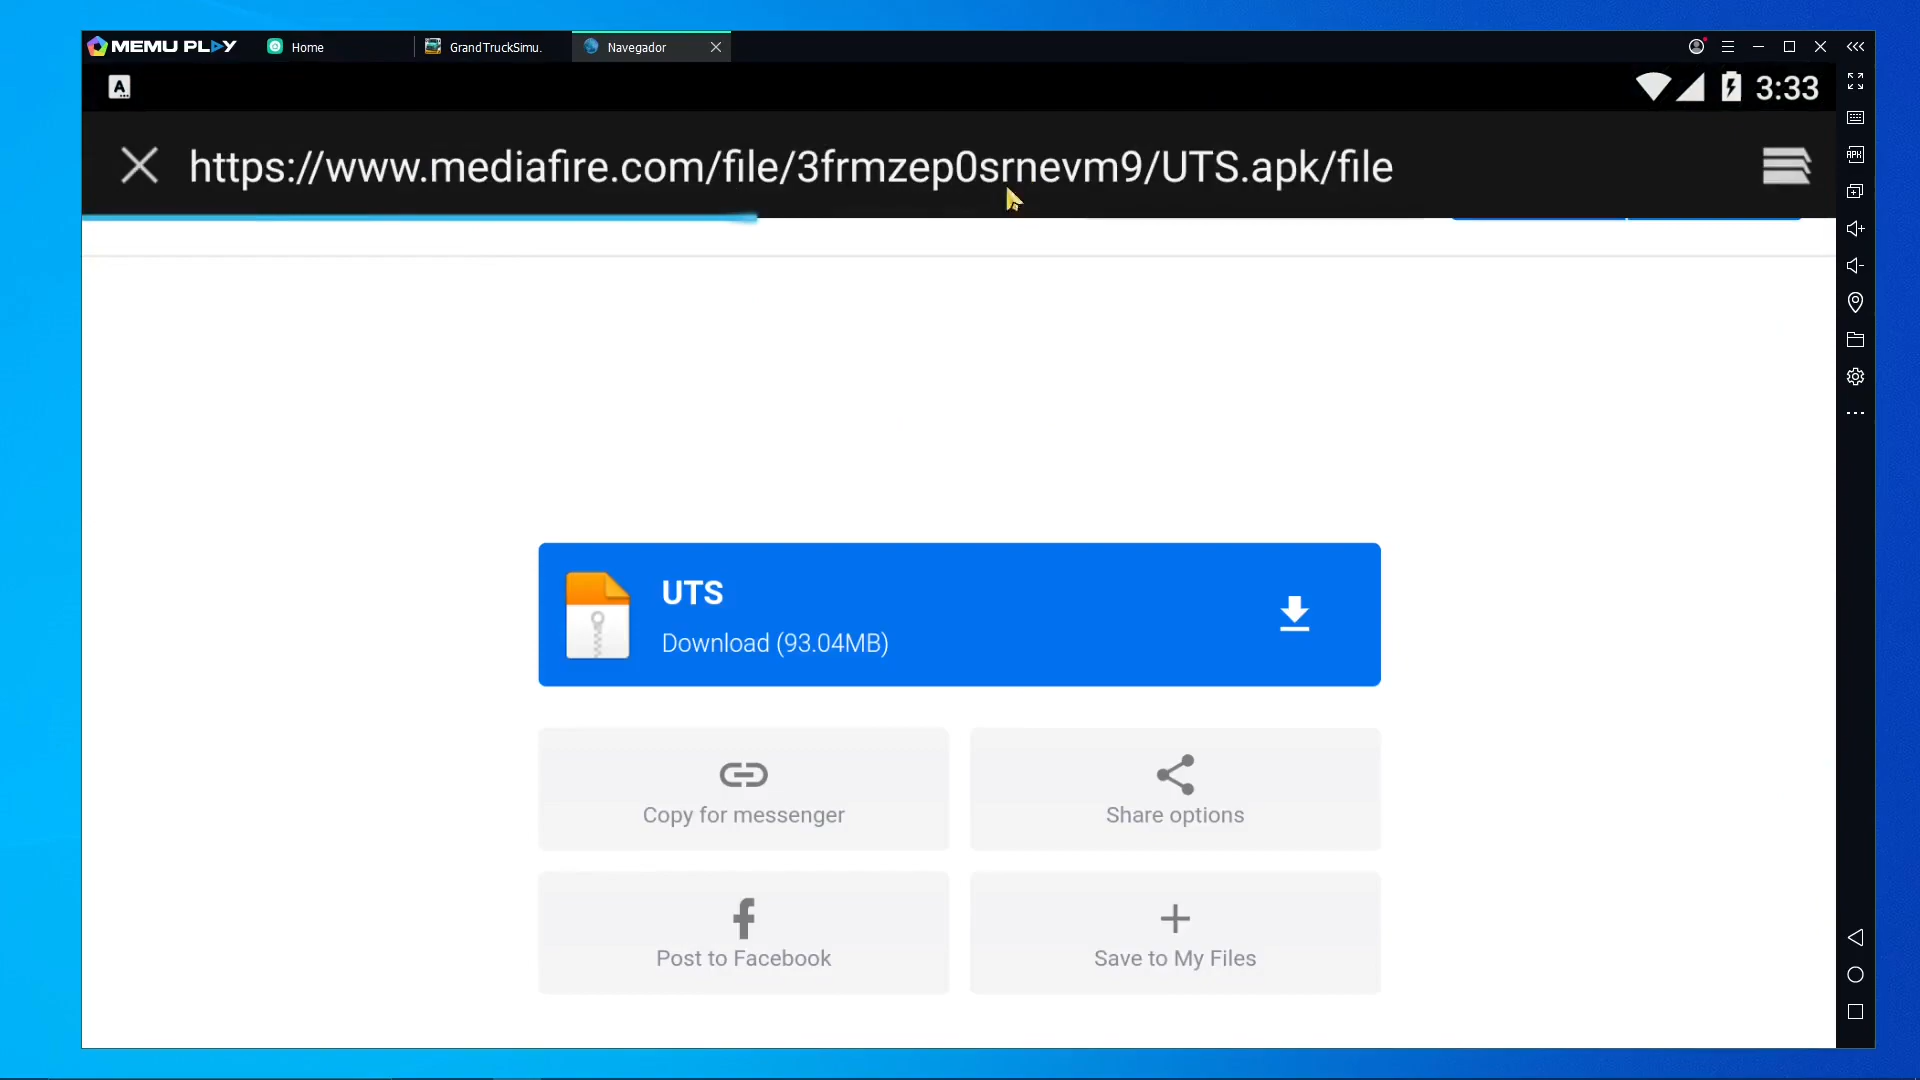 MEMU PLAY
Home
GrandTruckSimu.
Navegador
A
3:33
https://www.mediafire.com/file/3frmzep0srnevm9/UTS.apk/file
APK
UTS
Download (93.04MB)
Copy for messenger
Share options
Post to Facebook
Save to My Files